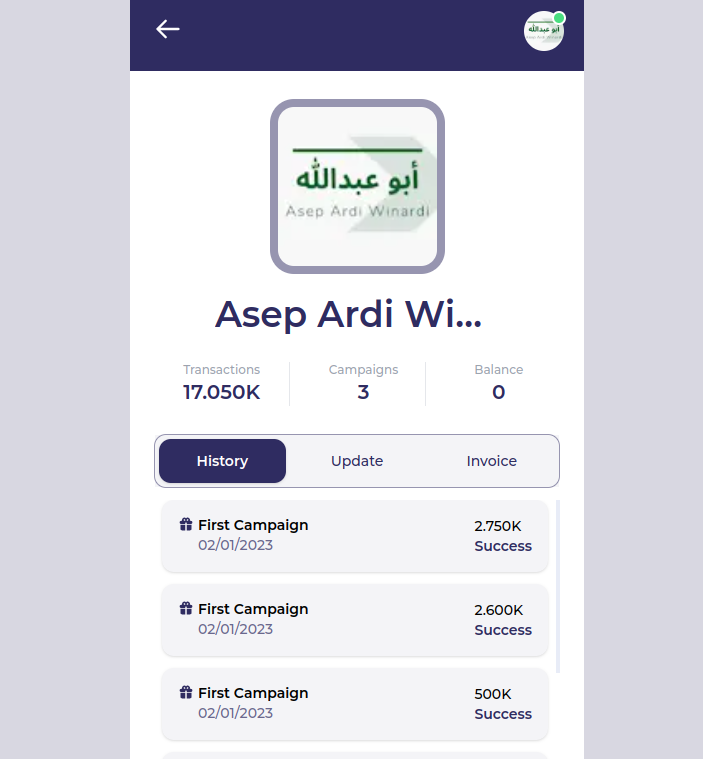 أبو عبدالله
أبو عبدالله
Asep Ardi Winardi
Asep Ardi Wi...
Transactions
17.050K
Campaigns
3
Balance
0
History
Update
Invoice
First Campaign
02/01/2023
2.750K
Success
First Campaign
02/01/2023
2.600K
Success
First Campaign
02/01/2023
500K
Success